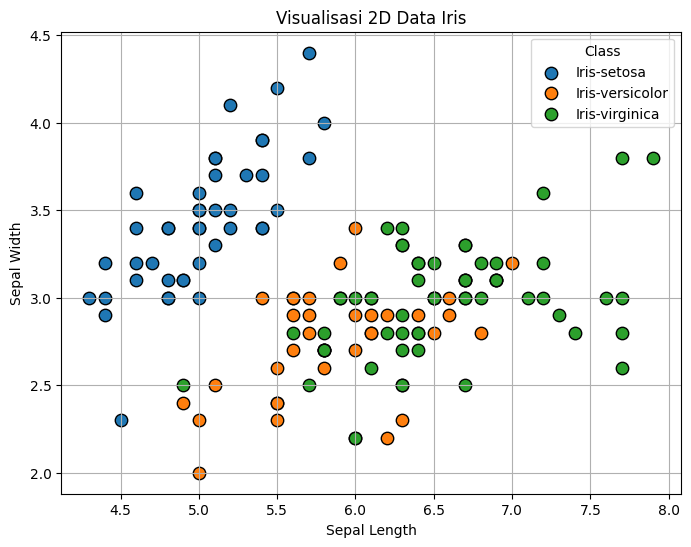 Visualisasi 2D Data Iris
Class
Iris-setosa
Iris-versicolor
Iris-virginica
4.5
4.0
3.5
3.0
2.5
2.0
Sepal Width
4.5 5.0 5.5 6.0 6.5 7.0 7.5 8.0
Sepal Length